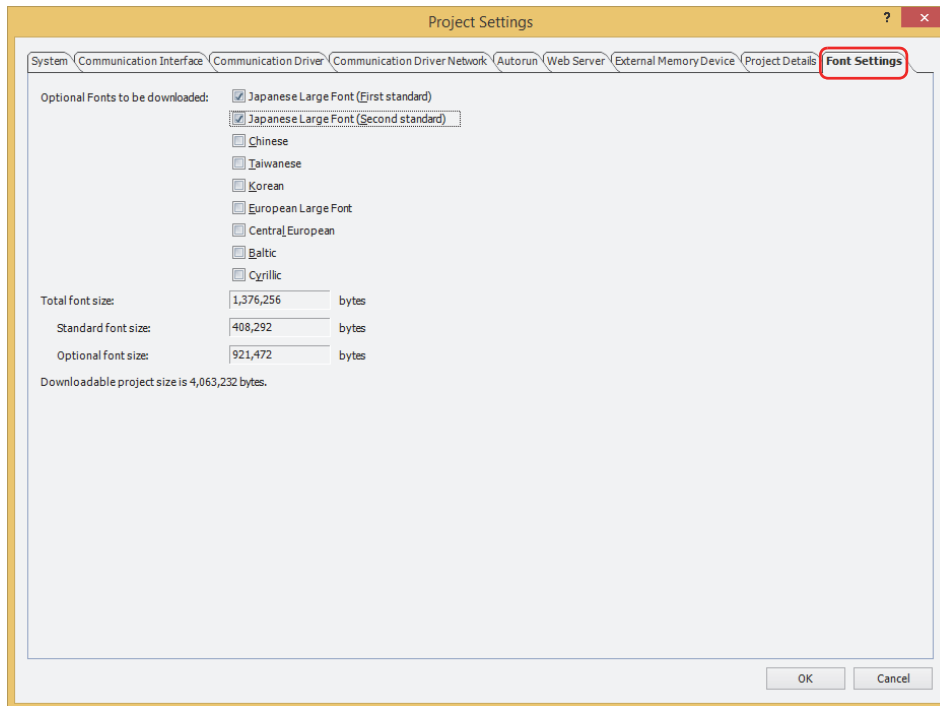 Project Settings
?
System Communication Interface Communication Driver Communication Driver Network Autorun Web Server External Memory Device Project Details Font Settings
Optional Fonts to be downloaded: Japanese Large Font (First standard)
Japanese Large Font (Second standard)
Chinese
Taiwanese
Korean
European Large Font
Central European
Baltic
Cyrillic
Total font size: 1,376,256 bytes
Standard font size: 408,292 bytes
Optional font size: 921,472 bytes
Downloadable project size is 4,063,232 bytes.
OK Cancel